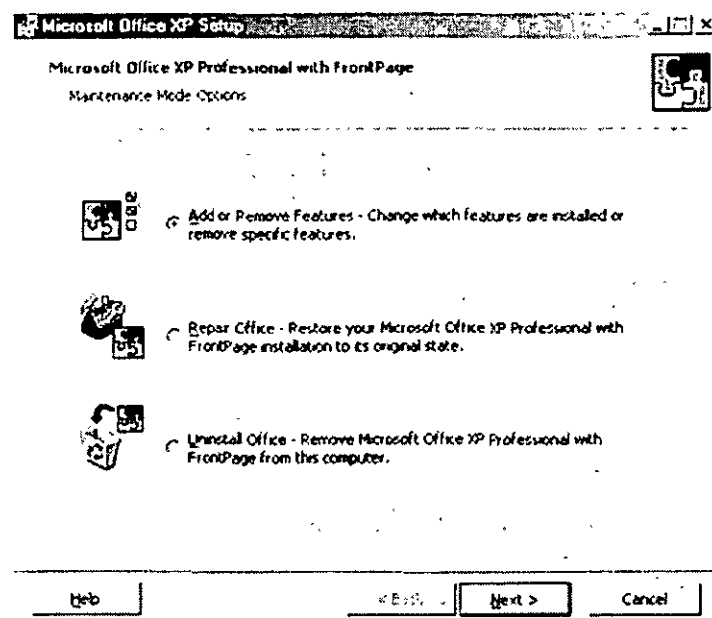 Microsoft Office XP Setup
Microsoft Office XP Professional with FrontPage
Maintenance Mode Options
Add or Remove Features - Change which features are installed or
remove specific features.
Repair Office - Restore your Microsoft Office XP Professional with
FrontPage installation to its original state.
Uninstall Office - Remove Microsoft Office XP Professional with
FrontPage from this computer.
Help
< Back
Next >
Cancel